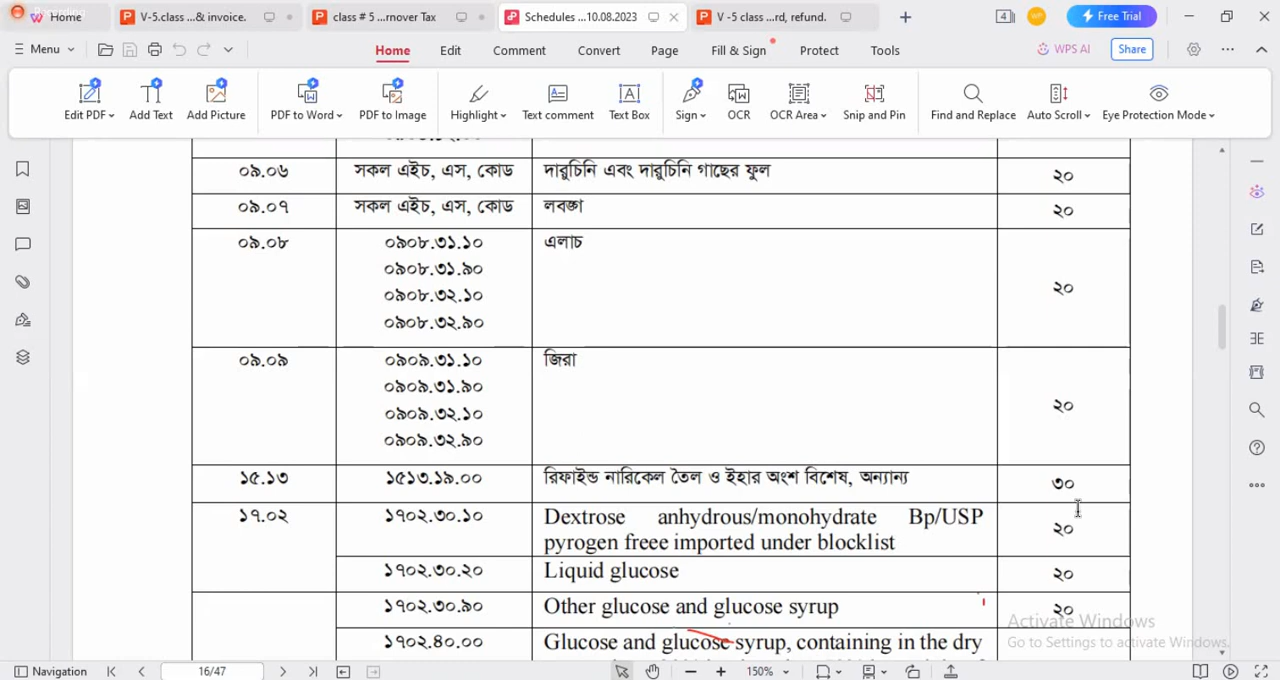 Recording
Home
V-5.class ...& invoice.
class # 5 ...rnover Tax
Schedules ...10.08.2023
V -5 class ...rd, refund.
4
WP
Free Trial
Menu
Home
Edit
Comment
Convert
Page
Fill & Sign
Protect
Tools
WPS AI
Share
Edit PDF
Add Text
Add Picture
PDF to Word
PDF to Image
Highlight
Text comment
Text Box
Sign
OCR
OCR Area
Snip and Pin
Find and Replace
Auto Scroll
Eye Protection Mode
০৯.০৬ সকল এইচ, এস, কোড দারুচিনি এবং দারুচিনি গাছের ফুল ২০
০৯.০৭ সকল এইচ, এস, কোড লবঙ্গ ২০
০৯.০৮ ০৯০৮.৩১.১০ এলাচ
০৯০৮.৩১.৯০
২০
০৯০৮.৩২.১০
০৯০৮.৩২.৯০
০৯.০৯ ০৯০৯.৩১.১০ জিরা
০৯০৯.৩১.৯০
২০
০৯০৯.৩২.১০
০৯০৯.৩২.৯০
১৫.১৩ ১৫১৩.১৯.০০ রিফাইন্ড নারিকেল তৈল ও ইহার অংশ বিশেষ, অন্যান্য ৩০
১৭.০২ ১৭০২.৩০.১০ Dextrose anhydrous/monohydrate Bp/USP ২০
pyrogen freee imported under blocklist
১৭০২.৩০.২০ Liquid glucose ২০
১৭০২.৩০.৯০ Other glucose and glucose syrup ২০
১৭০২.৪০.০০ Glucose and glucose syrup, containing in the dry
Activate Windows
Go to Settings to activate Windows.
Navigation
16/47
150%